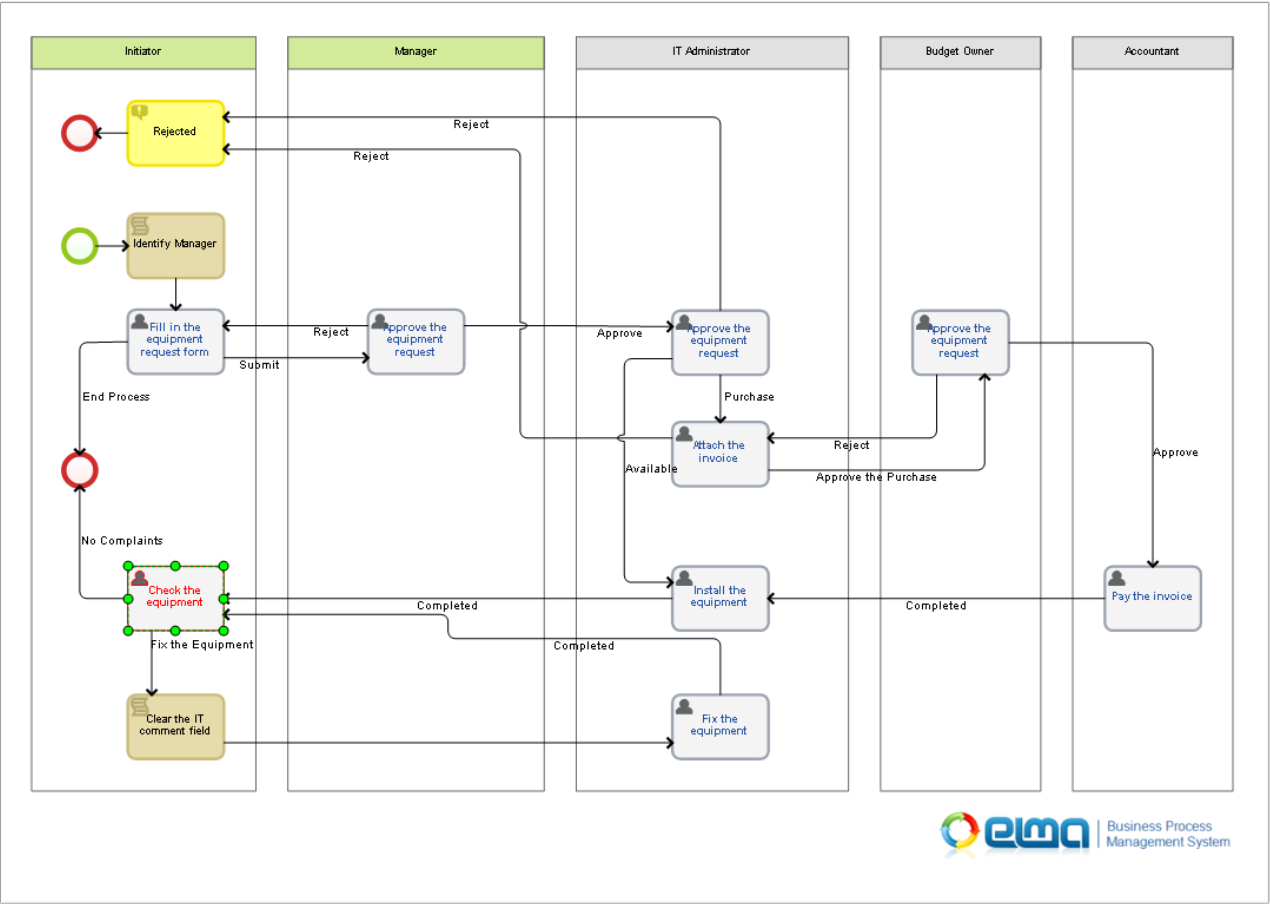 Initiator
Manager
IT Administrator
Budget Owner
Accountant
Rejected
Reject
Reject
Identify Manager
Fill in the
equipment
request form
Reject
Submit
Approve the
equipment
request
Approve
Approve the
equipment
request
Approve the
equipment
request
End Process
Purchase
Attach the
invoice
Reject
Approve the Purchase
Available
Approve
No Complaints
Check the
equipment
Completed
Install the
equipment
Completed
Pay the invoice
Fix the Equipment
Completed
Clear the IT
comment field
Fix the
equipment
elma
Business Process
Management System